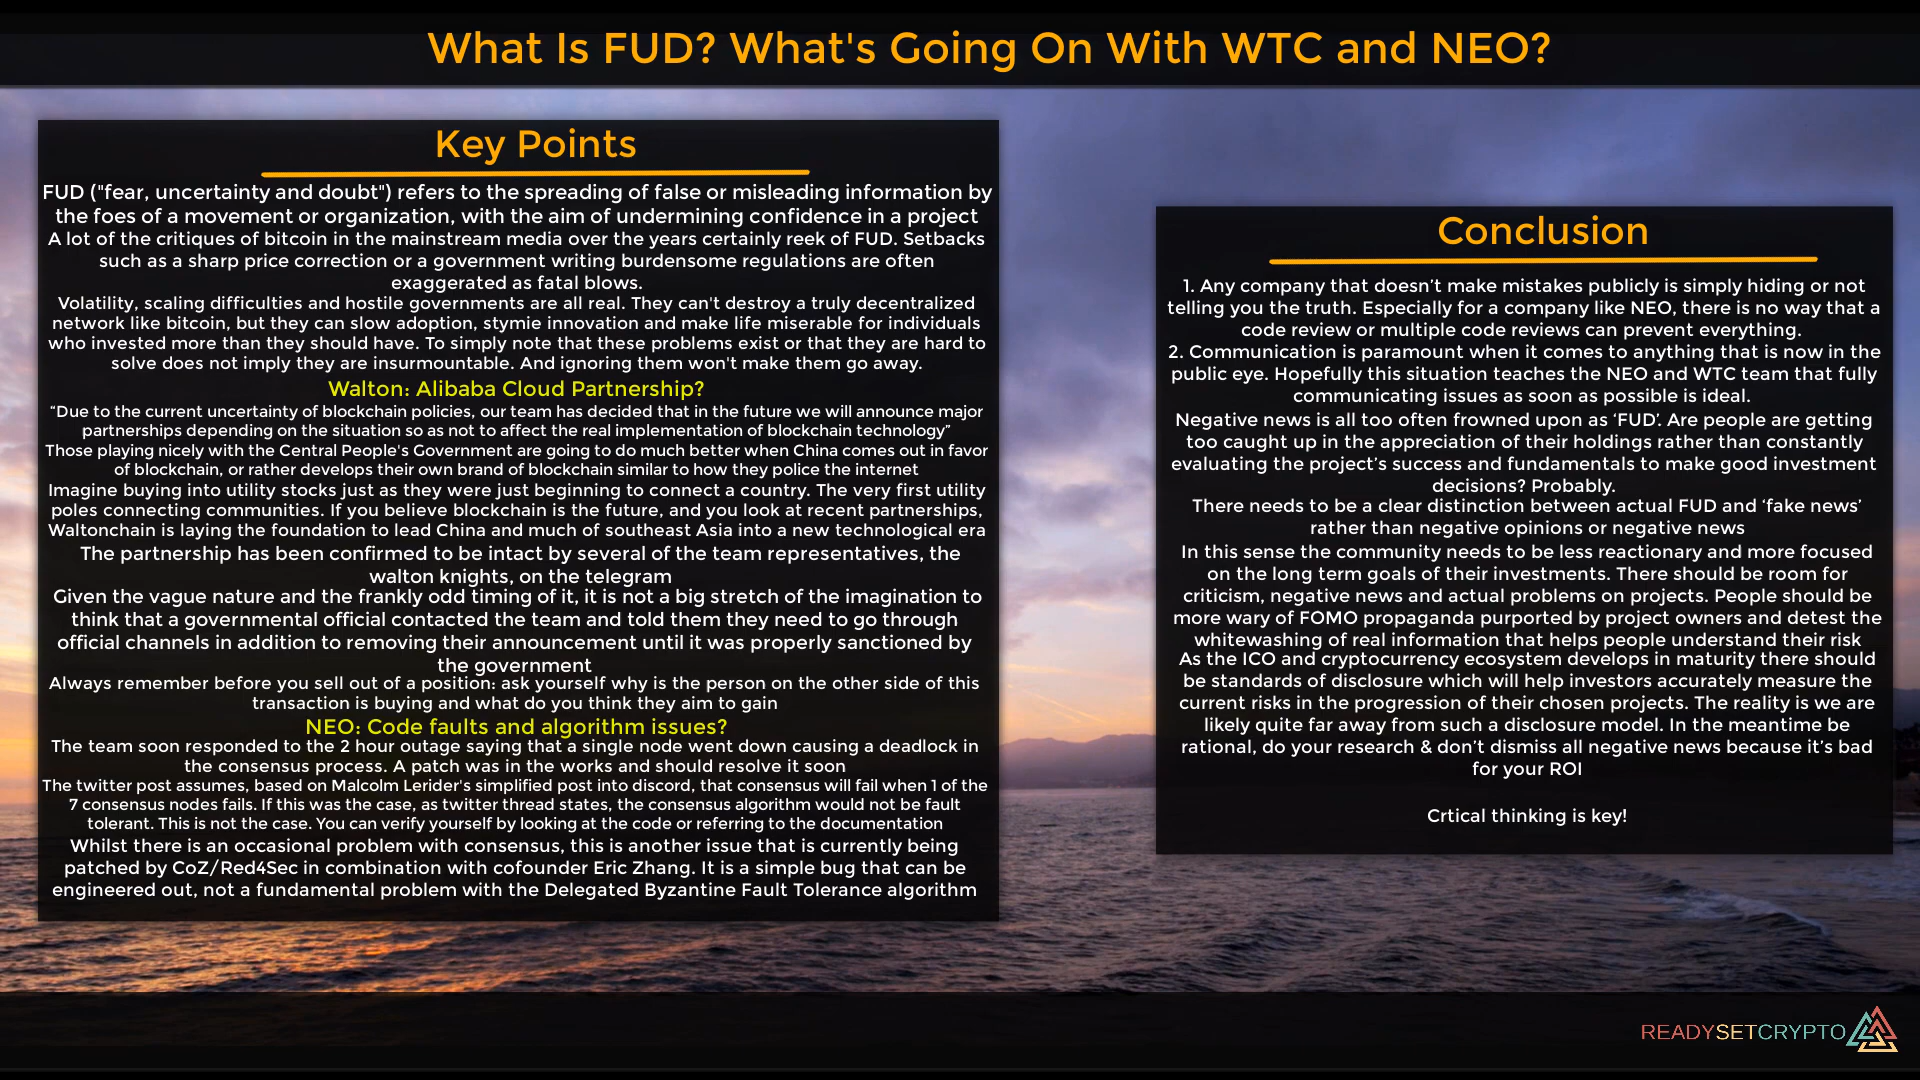 What Is FUD? What's Going On With WTC and NEO?
Key Points
FUD ("fear, uncertainty and doubt") refers to the spreading of false or misleading information by
the foes of a movement or organization, with the aim of undermining confidence in a project
A lot of the critiques of bitcoin in the mainstream media over the years certainly reek of FUD. Setbacks
such as a sharp price correction or a government writing burdensome regulations are often
exaggerated as fatal blows.
Volatility, scaling difficulties and hostile governments are all real. They can't destroy a truly decentralized
network like bitcoin, but they can slow adoption, stymie innovation and make life miserable for individuals
who invested more than they should have. To simply note that these problems exist or that they are hard to
solve does not imply they are insurmountable. And ignoring them won't make them go away.
Walton: Alibaba Cloud Partnership?
“Due to the current uncertainty of blockchain policies, our team has decided that in the future we will announce major
partnerships depending on the situation so as not to affect the real implementation of blockchain technology”
Those playing nicely with the Central People's Government are going to do much better when China comes out in favor
of blockchain, or rather develops their own brand of blockchain similar to how they police the internet
Imagine buying into utility stocks just as they were just beginning to connect a country. The very first utility
poles connecting communities. If you believe blockchain is the future, and you look at recent partnerships,
Waltonchain is laying the foundation to lead China and much of southeast Asia into a new technological era
The partnership has been confirmed to be intact by several of the team representatives, the
walton knights, on the telegram
Given the vague nature and the frankly odd timing of it, it is not a big stretch of the imagination to
think that a governmental official contacted the team and told them they need to go through
official channels in addition to removing their announcement until it was properly sanctioned by
the government
Always remember before you sell out of a position: ask yourself why is the person on the other side of this
transaction is buying and what do you think they aim to gain
NEO: Code faults and algorithm issues?
The team soon responded to the 2 hour outage saying that a single node went down causing a deadlock in
the consensus process. A patch was in the works and should resolve it soon
The twitter post assumes, based on Malcolm Lerider's simplified post into discord, that consensus will fail when 1 of the
7 consensus nodes fails. If this was the case, as twitter thread states, the consensus algorithm would not be fault
tolerant. This is not the case. You can verify yourself by looking at the code or referring to the documentation
Whilst there is an occasional problem with consensus, this is another issue that is currently being
patched by CoZ/Red4Sec in combination with cofounder Eric Zhang. It is a simple bug that can be
engineered out, not a fundamental problem with the Delegated Byzantine Fault Tolerance algorithm
Conclusion
1. Any company that doesn’t make mistakes publicly is simply hiding or not
telling you the truth. Especially for a company like NEO, there is no way that a
code review or multiple code reviews can prevent everything.
2. Communication is paramount when it comes to anything that is now in the
public eye. Hopefully this situation teaches the NEO and WTC team that fully
communicating issues as soon as possible is ideal.
Negative news is all too often frowned upon as ‘FUD’. Are people are getting
too caught up in the appreciation of their holdings rather than constantly
evaluating the project’s success and fundamentals to make good investment
decisions? Probably.
There needs to be a clear distinction between actual FUD and ‘fake news’
rather than negative opinions or negative news
In this sense the community needs to be less reactionary and more focused
on the long term goals of their investments. There should be room for
criticism, negative news and actual problems on projects. People should be
more wary of FOMO propaganda purported by project owners and detest the
whitewashing of real information that helps people understand their risk
As the ICO and cryptocurrency ecosystem develops in maturity there should
be standards of disclosure which will help investors accurately measure the
current risks in the progression of their chosen projects. The reality is we are
likely quite far away from such a disclosure model. In the meantime be
rational, do your research & don’t dismiss all negative news because it’s bad
for your ROI
Crtical thinking is key!
READYSETCRYPTO